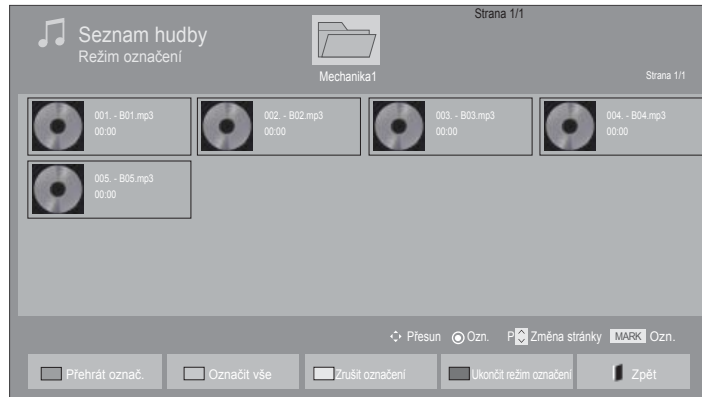 Strana 1/1
Seznam hudby
Režim označení
Mechanika1
Strana 1/1
001. - B01.mp3
00:00
002. - B02.mp3
00:00
003. - B03.mp3
00:00
004. - B04.mp3
00:00
005. - B05.mp3
00:00
Přesun Ozn. P Změna stránky MARK Ozn.
Přehrát označ. Označit vše Zrušit označení Ukončit režim označení Zpět